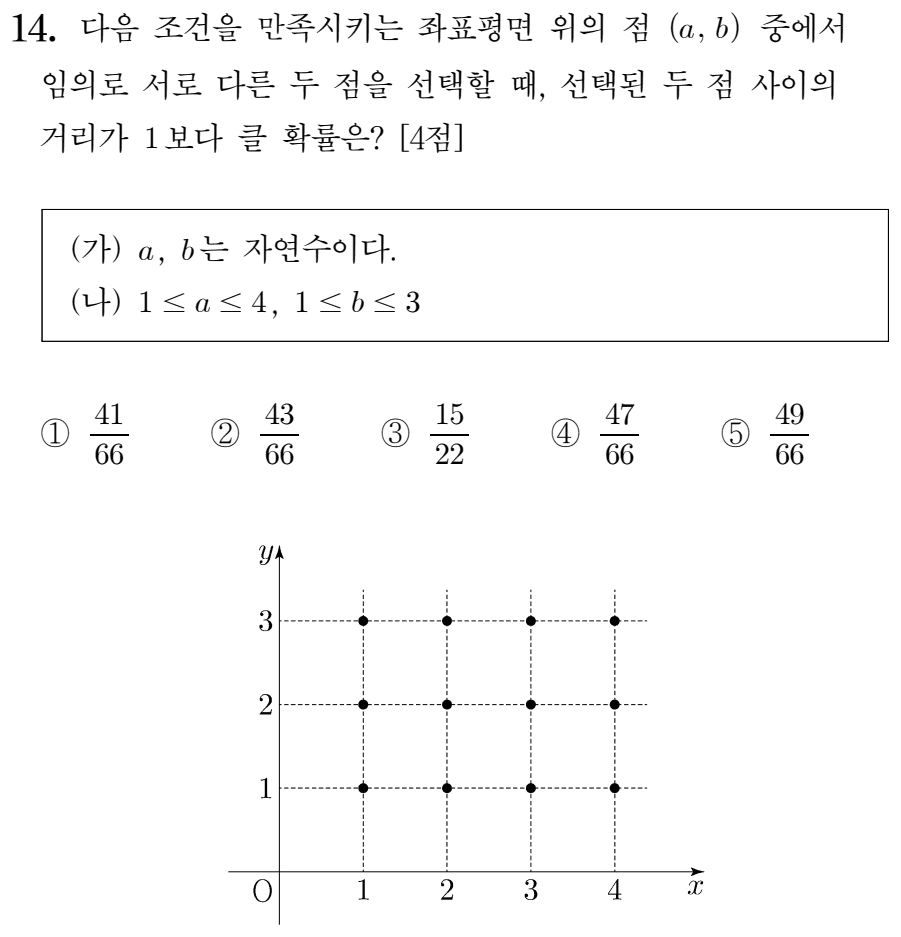 14. 다음 조건을 만족시키는 좌표평면 위의 점 (a, b) 중에서
임의로 서로 다른 두 점을 선택할 때, 선택된 두 점 사이의
거리가 1보다 클 확률은? [4점]
(가) a, b는 자연수이다.
(나) 1 ≤ a ≤ 4, 1 ≤ b ≤ 3
① 41/66 ② 43/66 ③ 15/22 ④ 47/66 ⑤ 49/66
y
3
2
1
O 1 2 3 4 x